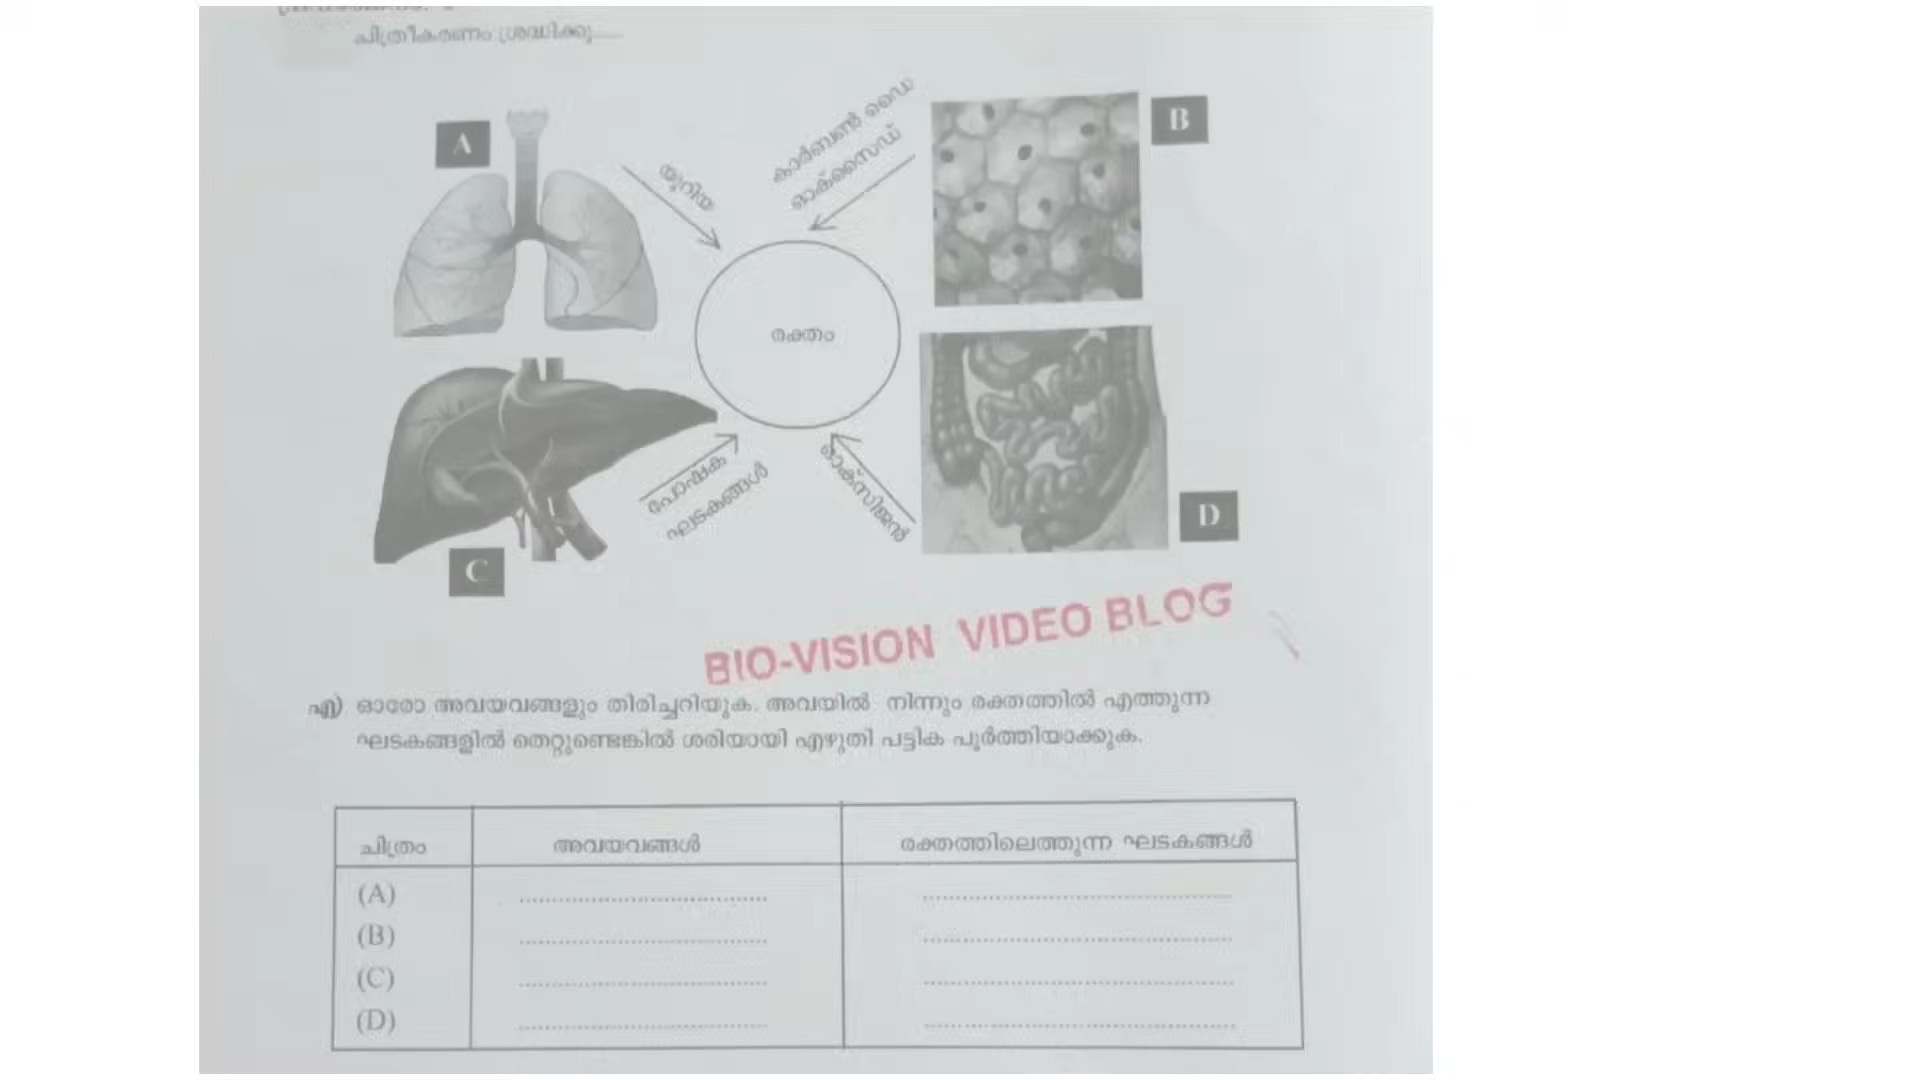 ചിത്രീകരണം ശ്രദ്ധിക്കൂ......
A
യൂറിയ
കാർബൺ ഡൈ
ഓക്സൈഡ്
B
രക്തം
C
പോഷക
ഘടകങ്ങൾ
ഓക്സിജൻ
D
BIO-VISION VIDEO BLOG
എ) ഓരോ അവയവങ്ങളും തിരിച്ചറിയുക. അവയിൽ നിന്നും രക്തത്തിൽ എത്തുന്ന
ഘടകങ്ങളിൽ തെറ്റുണ്ടെങ്കിൽ ശരിയായി എഴുതി പട്ടിക പൂർത്തിയാക്കുക.
ചിത്രം അവയവങ്ങൾ രക്തത്തിലെത്തുന്ന ഘടകങ്ങൾ
(A) .......................................... ....................................................
(B) .......................................... ....................................................
(C) .......................................... ....................................................
(D) .......................................... ....................................................